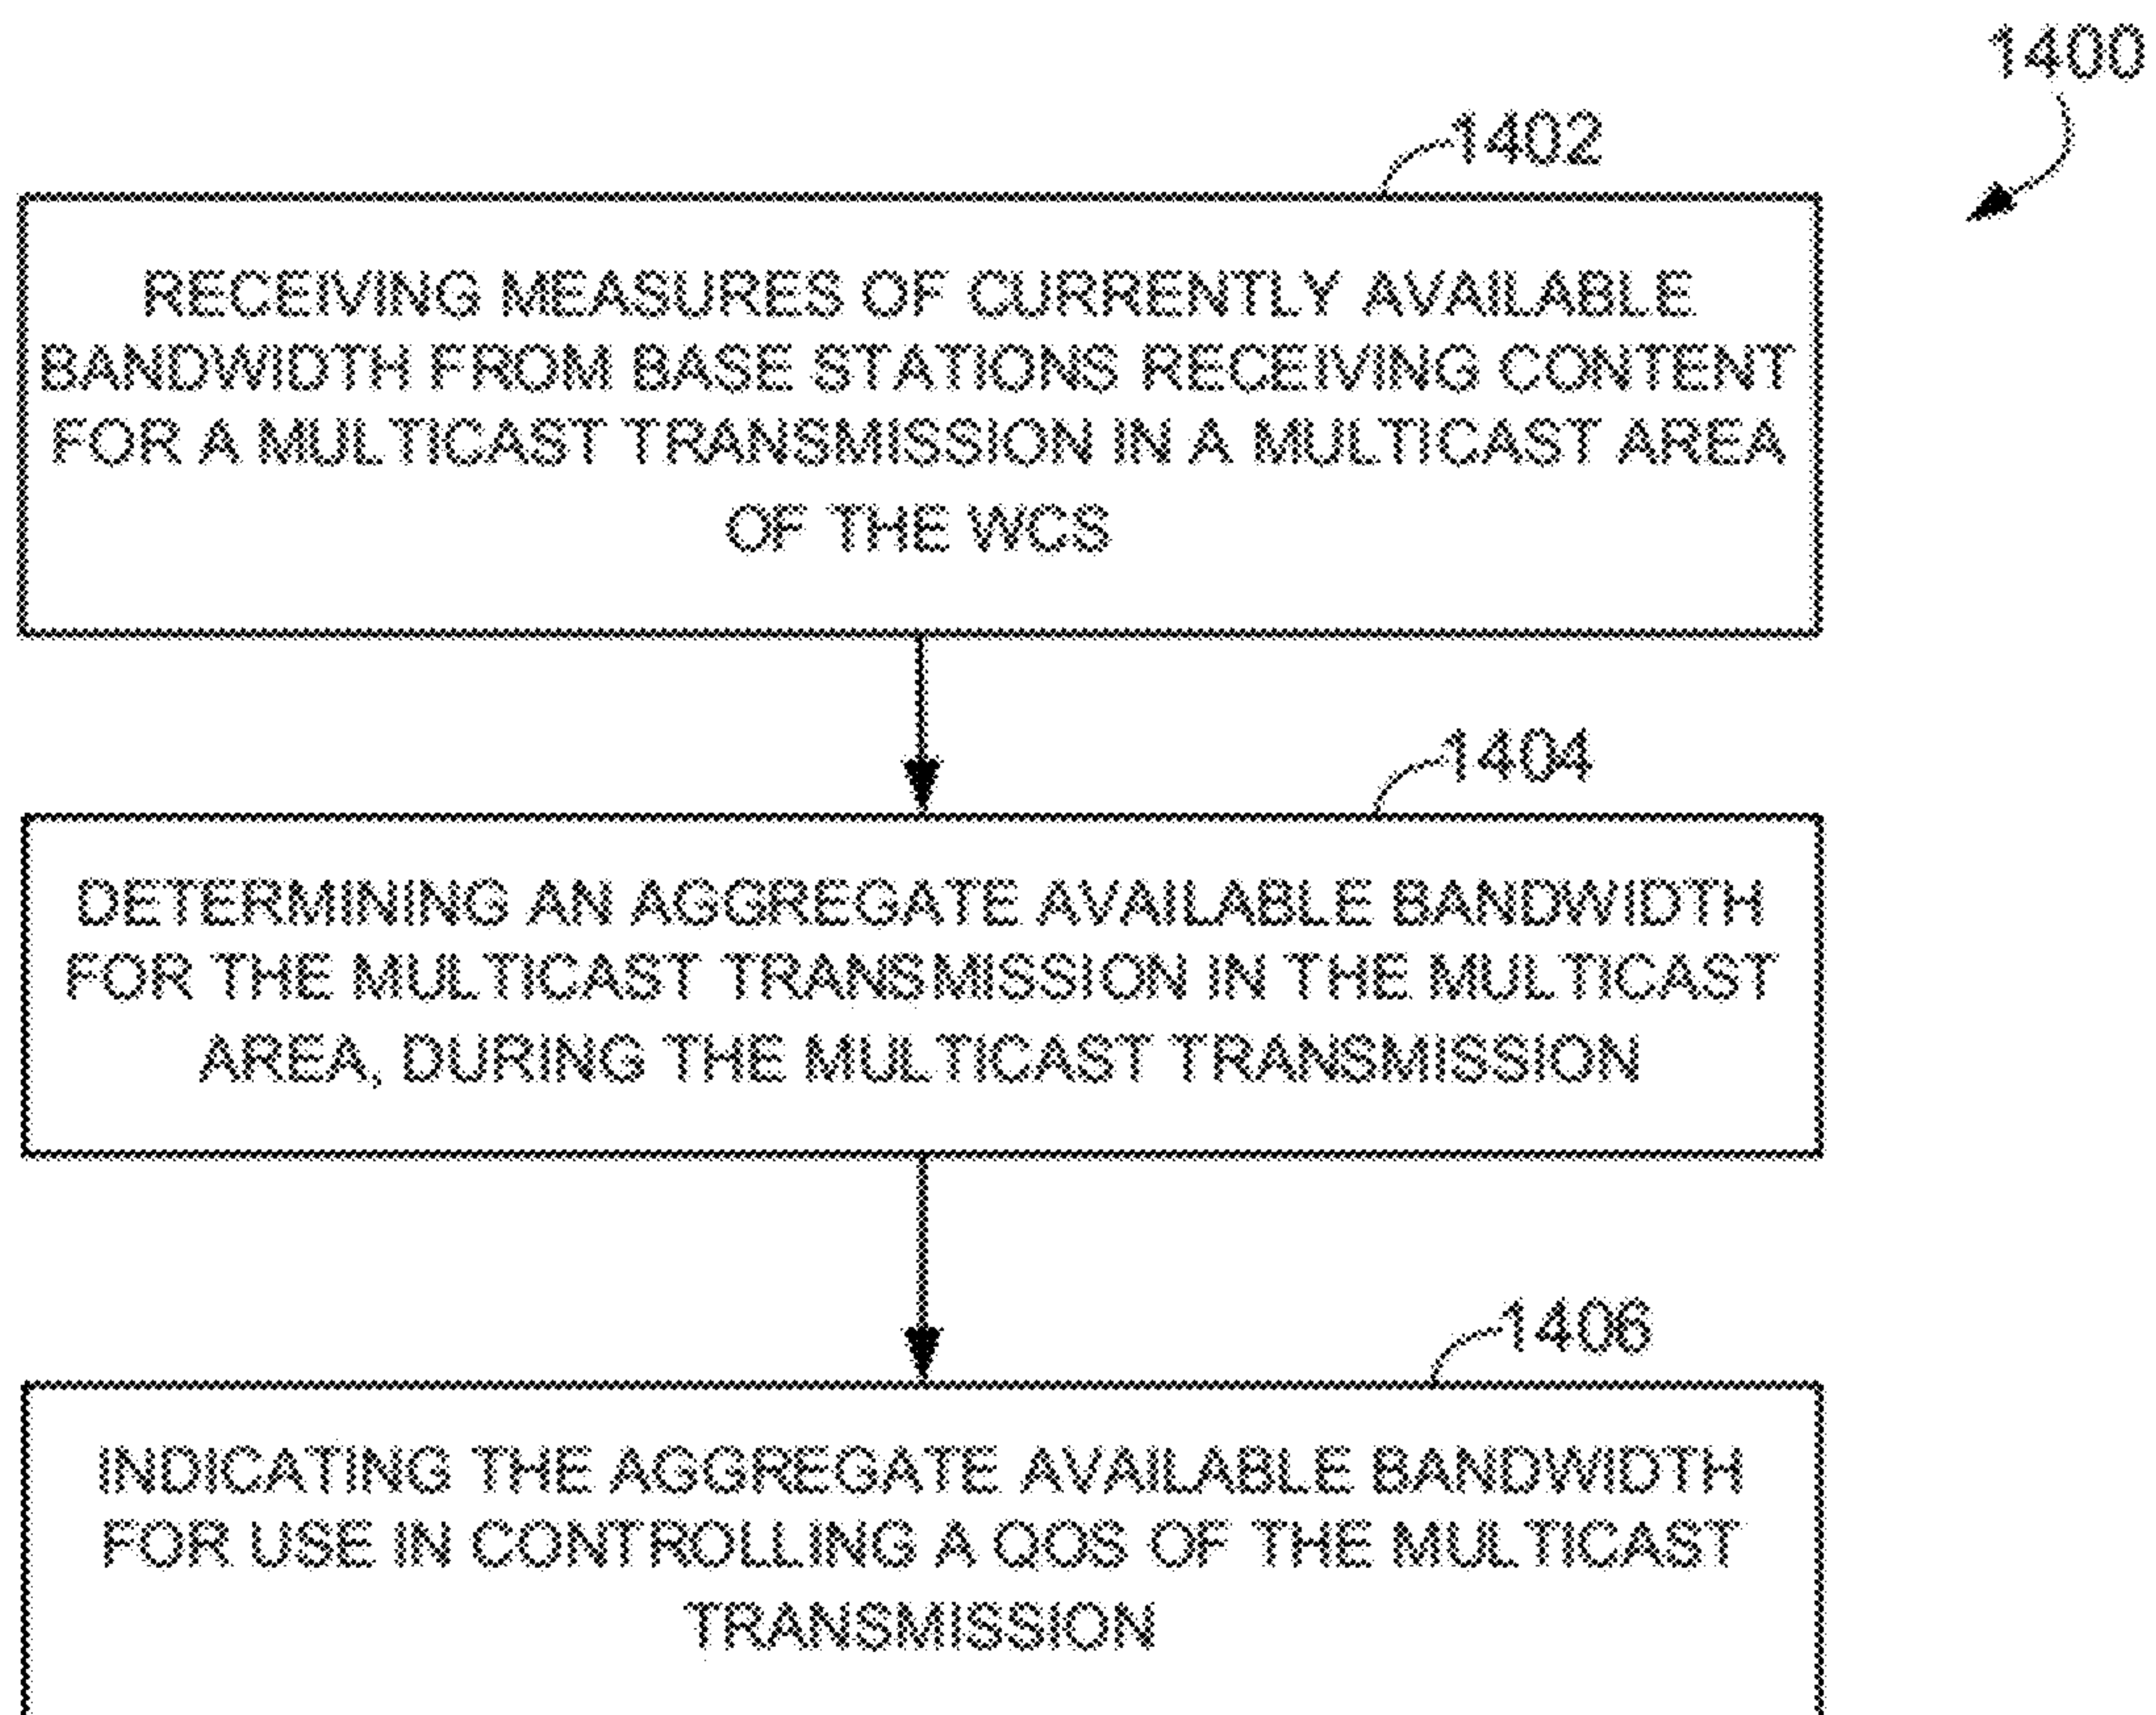 1400
1402
RECEIVING MEASURES OF CURRENTLY AVAILABLE
BANDWIDTH FROM BASE STATIONS RECEIVING CONTENT
FOR A MULTICAST TRANSMISSION IN A MULTICAST AREA
OF THE WCS
1404
DETERMINING AN AGGREGATE AVAILABLE BANDWIDTH
FOR THE MULTICAST TRANSMISSION IN THE MULTICAST
AREA, DURING THE MULTICAST TRANSMISSION
1406
INDICATING THE AGGREGATE AVAILABLE BANDWIDTH
FOR USE IN CONTROLLING A QOS OF THE MULTICAST
TRANSMISSION